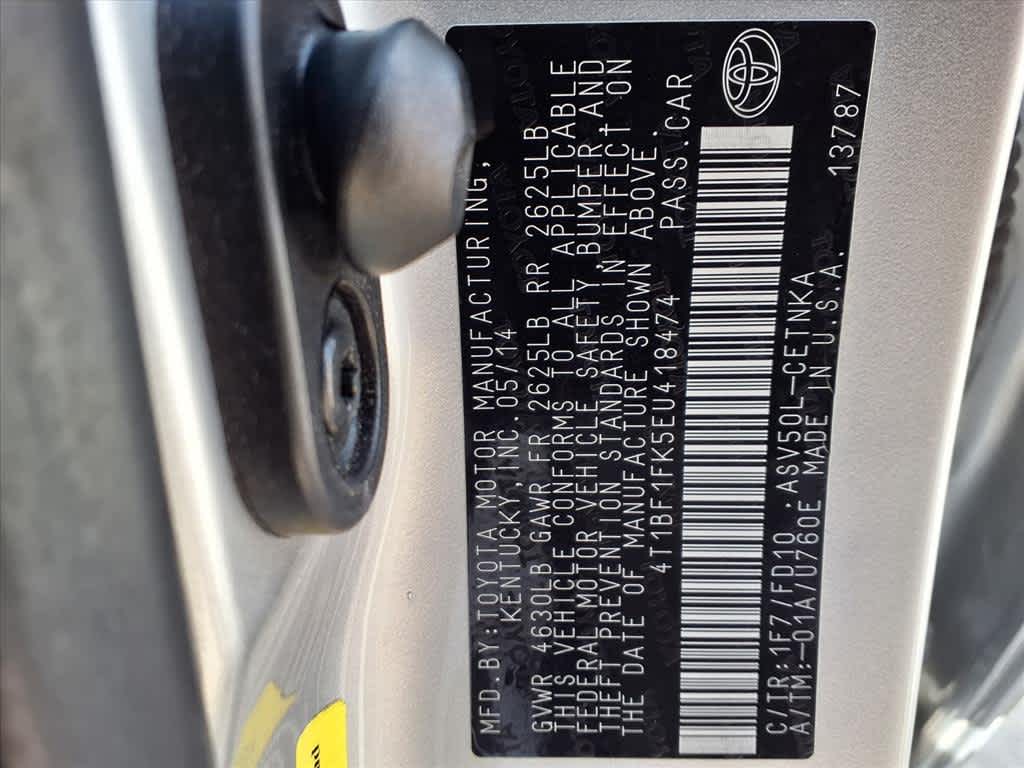 MFD.BY:TOYOTA MOTOR MANUFACTURING,
KENTUCKY,INC. 05/14
GVWR 4630LB GAWR FR 2625LB RR 2625LB
THIS VEHICLE CONFORMS TO ALL APPLICABLE
FEDERAL MOTOR VEHICLE SAFETY, BUMPER, AND
THEFT PREVENTION STANDARDS IN EFFECT ON
THE DATE OF MANUFACTURE SHOWN ABOVE.
4T1BF1FK5EU418474 PASS.CAR
C/TR:1F7/FD10 :ASV50L-CETNKA
A/TM:-01A/U760E MADE IN U.S.A. 13787